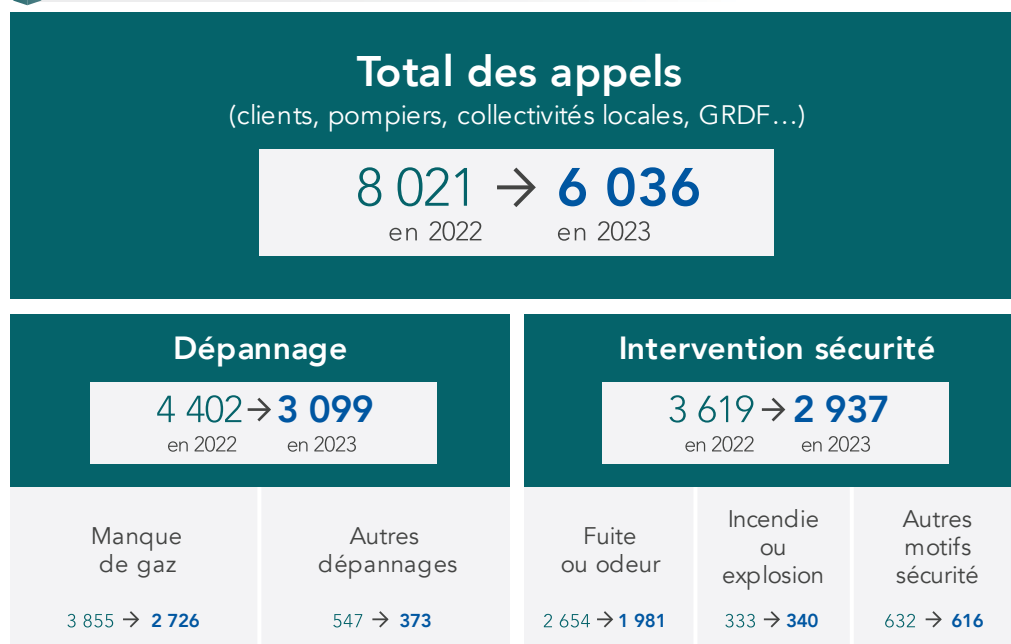 Total des appels
(clients, pompiers, collectivités locales, GRDF...)
8 021 → 6 036
en 2022 en 2023
Dépannage
4 402 → 3 099
en 2022 en 2023
Manque
de gaz
3 855 → 2 726
Autres
dépannages
547 → 373
Intervention sécurité
3 619 → 2 937
en 2022 en 2023
Fuite
ou odeur
2 654 → 1 981
Incendie
ou
explosion
333 → 340
Autres
motifs
sécurité
632 → 616